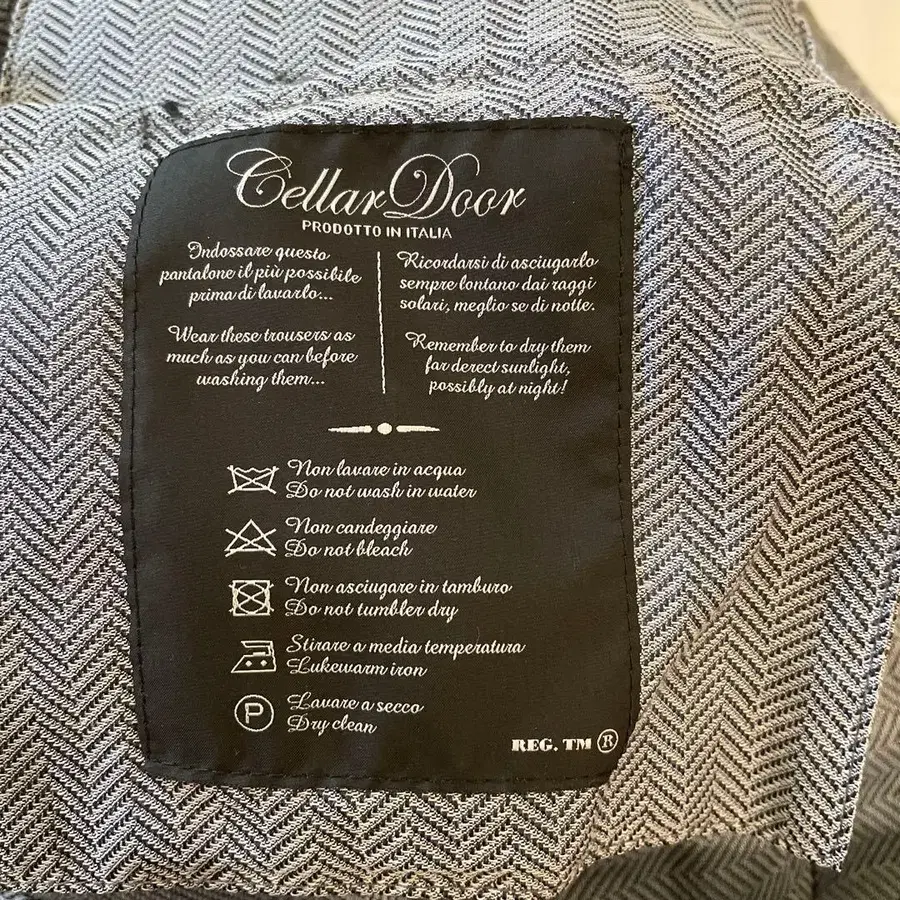 Cellar Door
PRODOTTO IN ITALIA
Indossare questo
pantalone il più possibile
prima di lavarlo...
Wear these trousers as
much as you can before
washing them...
Ricordarsi di asciugarlo
sempre lontano dai raggi
solari, meglio se di notte.
Remember to dry them
far derect sunlight,
possibly at night!
Non lavare in acqua
Do not wash in water
Non candeggiare
Do not bleach
Non asciugare in tamburo
Do not tumbler dry
Stirare a media temperatura
Lukewarm iron
P
Lavare a secco
Dry clean
REG. TM ®